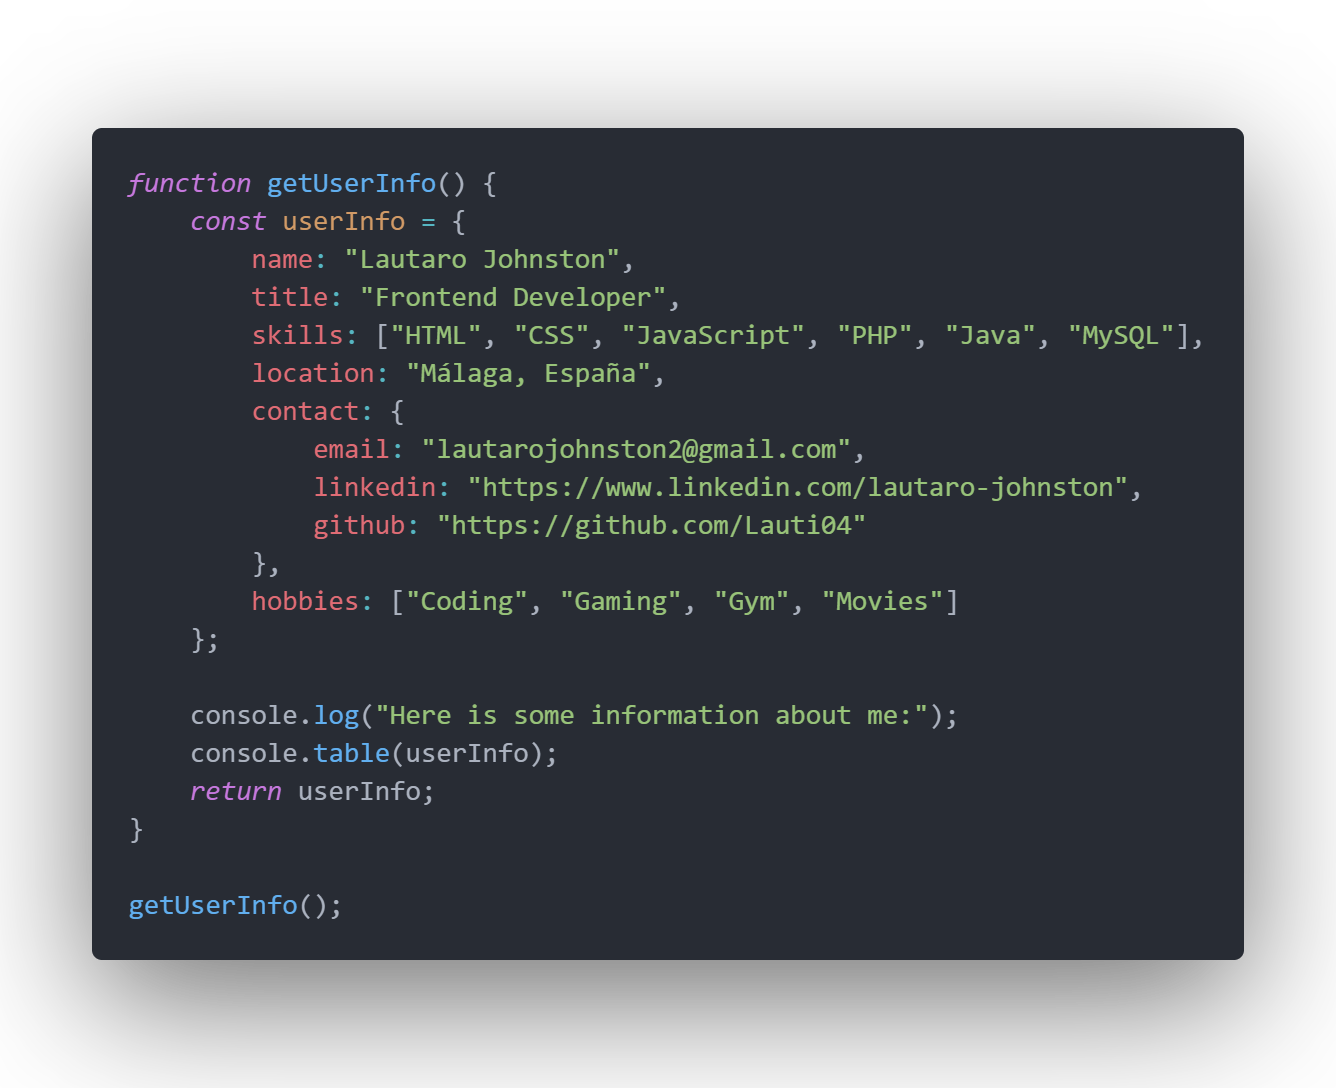 function getUserInfo() {
    const userInfo = {
        name: "Lautaro Johnston",
        title: "Frontend Developer",
        skills: ["HTML", "CSS", "JavaScript", "PHP", "Java", "MySQL"],
        location: "Málaga, España",
        contact: {
            email: "lautarojohnston2@gmail.com",
            linkedin: "https://www.linkedin.com/lautaro-johnston",
            github: "https://github.com/Lauti04"
        },
        hobbies: ["Coding", "Gaming", "Gym", "Movies"]
    };

    console.log("Here is some information about me:");
    console.table(userInfo);
    return userInfo;
}

getUserInfo();